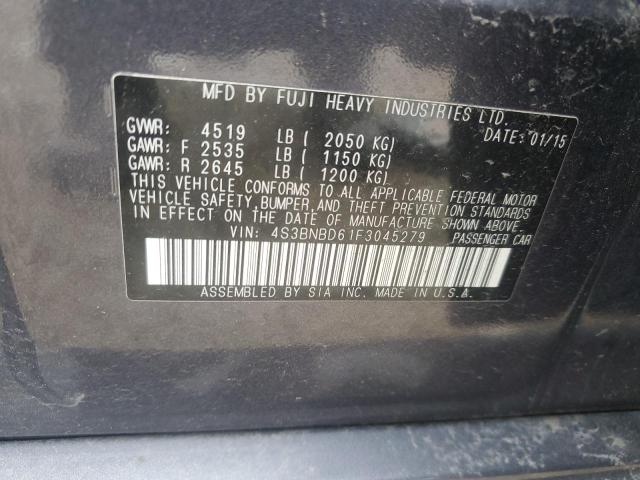 MFD BY FUJI HEAVY INDUSTRIES LTD.
DATE: 01/15
GVWR: 4519 LB ( 2050 KG)
GAWR: F 2535 LB ( 1150 KG)
GAWR: R 2645 LB ( 1200 KG)
THIS VEHICLE CONFORMS TO ALL APPLICABLE FEDERAL MOTOR
VEHICLE SAFETY, BUMPER, AND THEFT PREVENTION STANDARDS
IN EFFECT ON THE DATE OF MANUFACTURE SHOWN ABOVE.
VIN: 4S3BNBD61F3045279 PASSENGER CAR
ASSEMBLED BY SIA INC. MADE IN U.S.A.